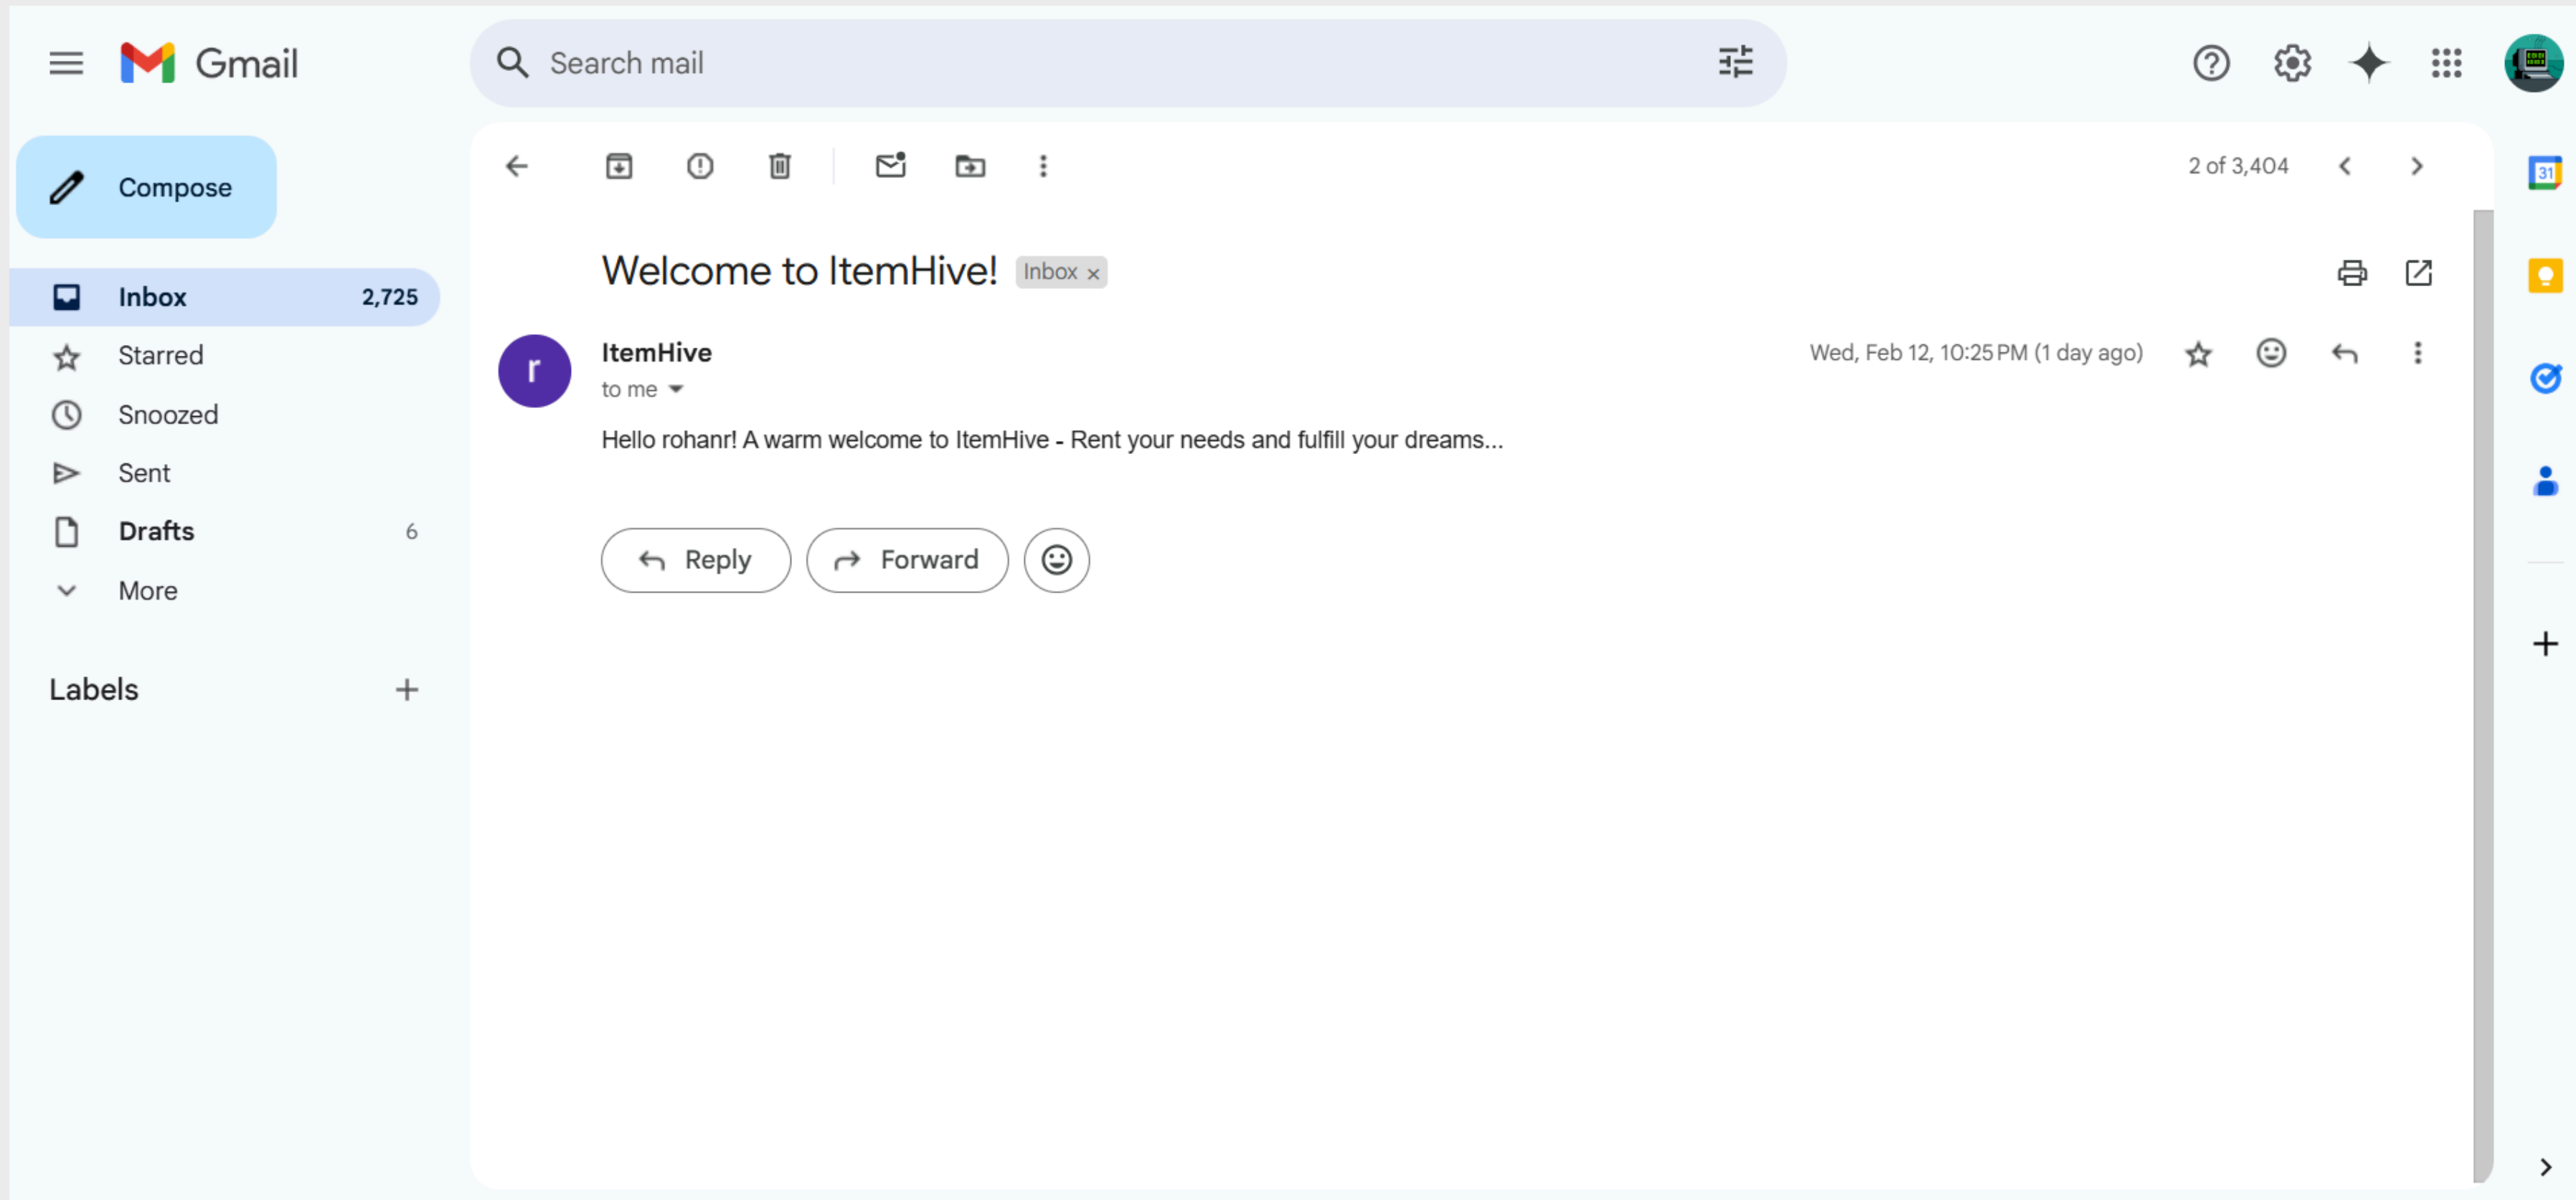 Gmail
Search mail
Compose
2 of 3,404
31
Welcome to ItemHive! Inbox ×
Inbox 2,725
r
ItemHive
Wed, Feb 12, 10:25 PM (1 day ago)
to me
Starred
Snoozed
Hello rohanr! A warm welcome to ItemHive - Rent your needs and fulfill your dreams...
Sent
Drafts 6
Reply
Forward
More
Labels